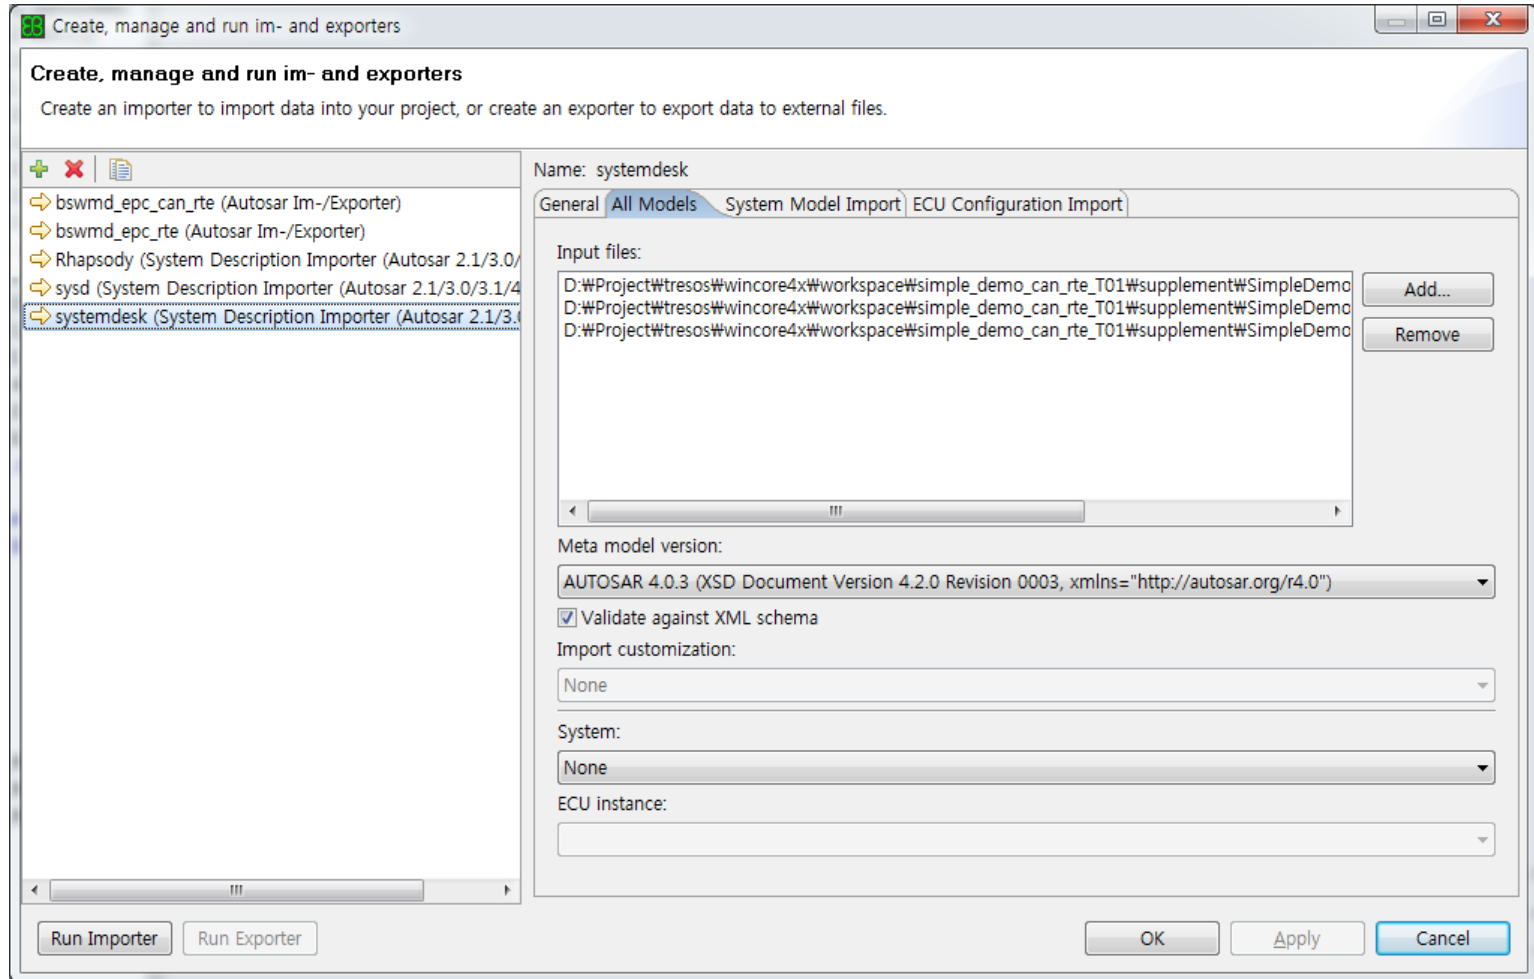 Create, manage and run im- and exporters
Create, manage and run im- and exporters
Create an importer to import data into your project, or create an exporter to export data to external files.
bswmd_epc_can_rte (Autosar Im-/Exporter)
bswmd_epc_rte (Autosar Im-/Exporter)
Rhapsody (System Description Importer (Autosar 2.1/3.0/
sysd (System Description Importer (Autosar 2.1/3.0/3.1/4
systemdesk (System Description Importer (Autosar 2.1/3.0
Name: systemdesk
General All Models System Model Import ECU Configuration Import
Input files:
D:₩Project₩tresos₩wincore4x₩workspace₩simple_demo_can_rte_T01₩supplement₩SimpleDemo
D:₩Project₩tresos₩wincore4x₩workspace₩simple_demo_can_rte_T01₩supplement₩SimpleDemo
D:₩Project₩tresos₩wincore4x₩workspace₩simple_demo_can_rte_T01₩supplement₩SimpleDemo
Add...
Remove
Meta model version:
AUTOSAR 4.0.3 (XSD Document Version 4.2.0 Revision 0003, xmlns="http://autosar.org/r4.0")
Validate against XML schema
Import customization:
None
System:
None
ECU instance:
Run Importer Run Exporter
OK Apply Cancel